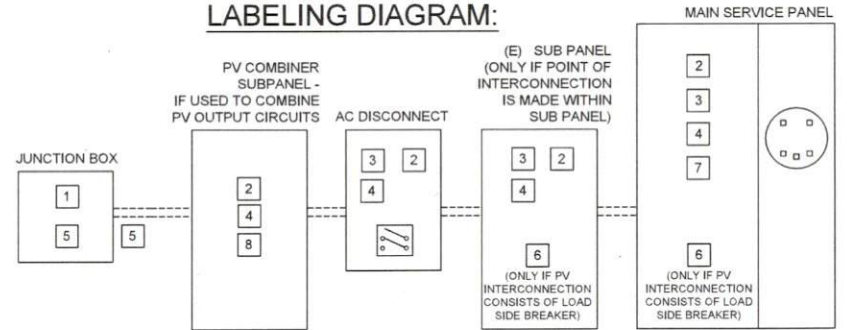 LABELING DIAGRAM:
JUNCTION BOX
1
5
5
PV COMBINER
SUBPANEL -
IF USED TO COMBINE
PV OUTPUT CIRCUITS
2
4
8
AC DISCONNECT
3 2
4
(E) SUB PANEL
(ONLY IF POINT OF
INTERCONNECTION
IS MADE WITHIN
SUB PANEL)
3 2
4
6
(ONLY IF PV
INTERCONNECTION
CONSISTS OF LOAD
SIDE BREAKER)
MAIN SERVICE PANEL
2
3
4
7
6
(ONLY IF PV
INTERCONNECTION
CONSISTS OF LOAD
SIDE BREAKER)